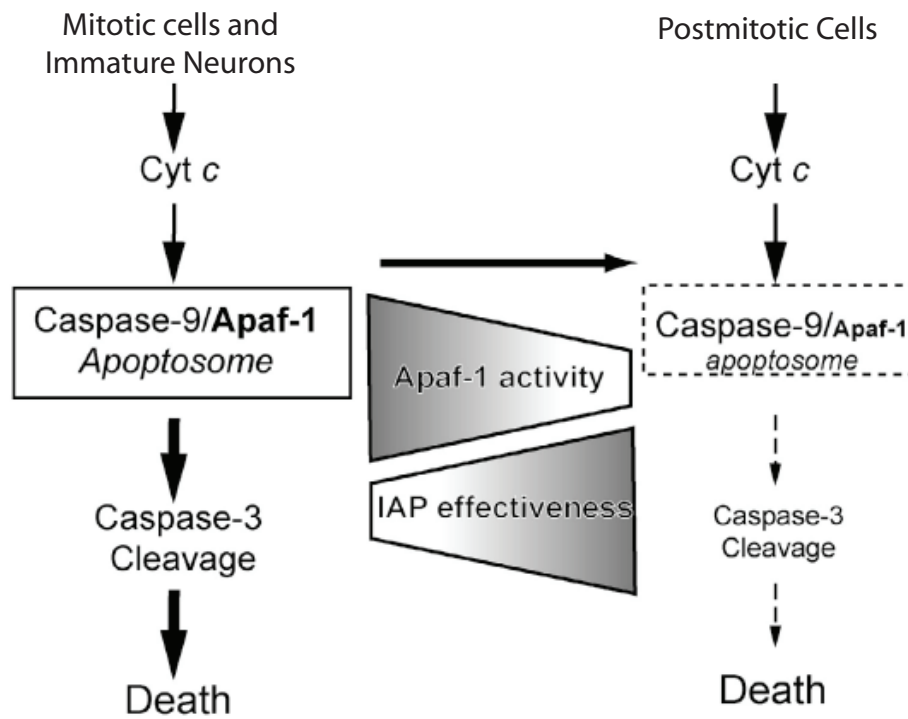 Mitotic cells and
Immature Neurons
Cyt c
Caspase-9/Apaf-1
Apoptosome
Caspase-3
Cleavage
Death
Apaf-1 activity
IAP effectiveness
Postmitotic Cells
Cyt c
Caspase-9/Apaf-1
apoptosome
Caspase-3
Cleavage
Death